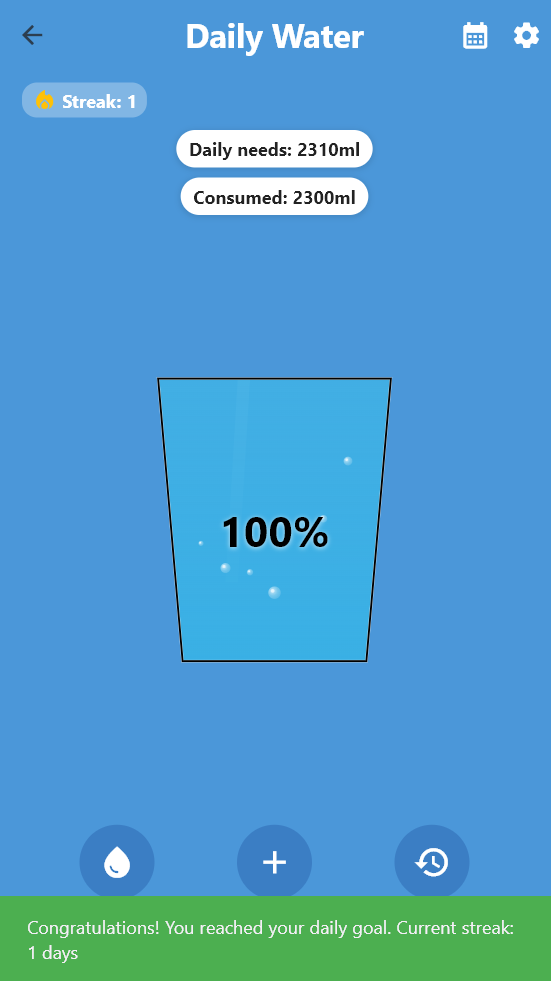 Daily Water
Streak: 1
Daily needs: 2310ml
Consumed: 2300ml
100%
Congratulations! You reached your daily goal. Current streak:
1 days